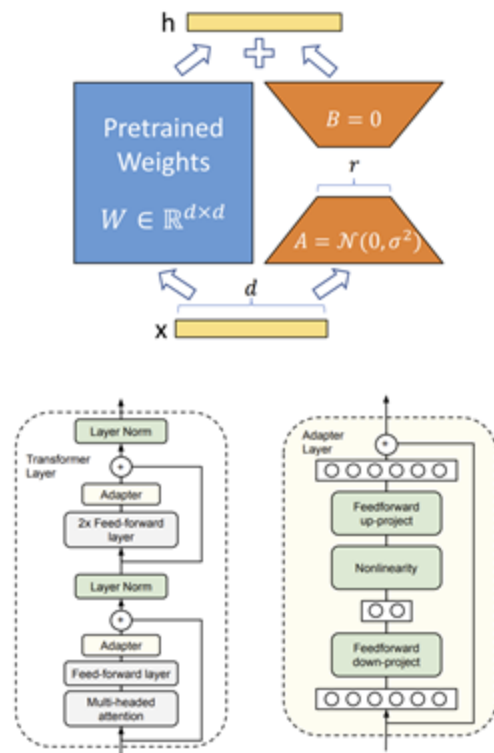 h
Pretrained
Weights
W ∈ ℝ^{d×d}
B = 0
r
A = 𝒩(0, σ²)
d
x
Layer Norm
Transformer
Layer
+
Adapter
2x Feed-forward
layer
Layer Norm
+
Adapter
Feed-forward layer
Multi-headed
attention
Adapter
Layer
+
Feedforward
up-project
Nonlinearity
Feedforward
down-project